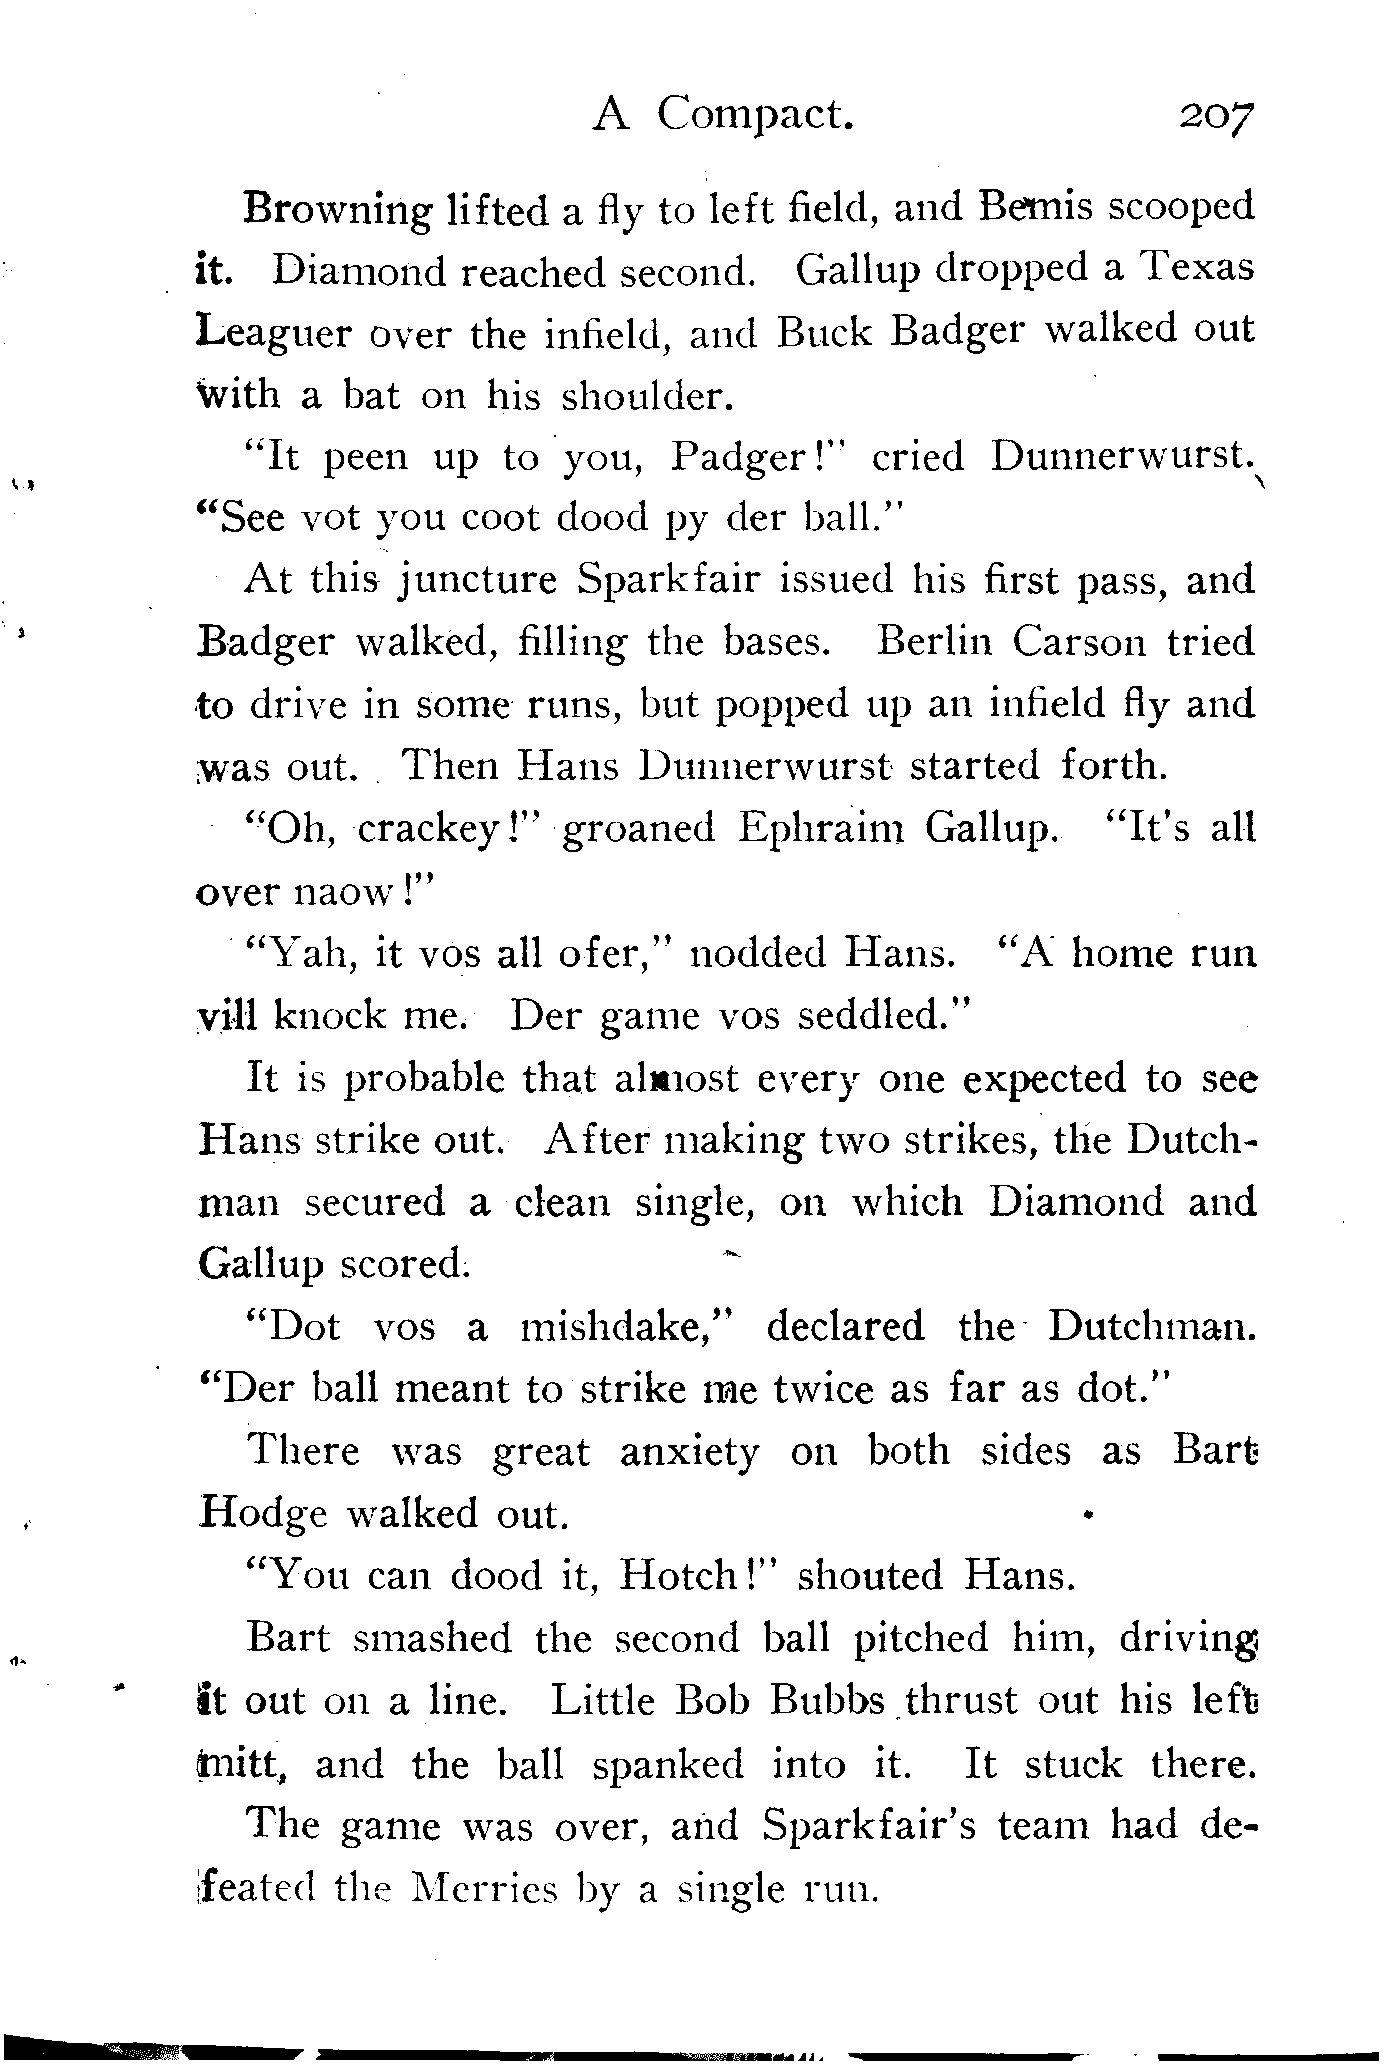 A Compact. 207
Browning lifted a fly to left field, and Bemis scooped
it. Diamond reached second. Gallup dropped a Texas
Leaguer over the infield, and Buck Badger walked out
with a bat on his shoulder.
"It peen up to you, Padger!" cried Dunnerwurst.
"See vot you coot dood py der ball."
At this juncture Sparkfair issued his first pass, and
Badger walked, filling the bases. Berlin Carson tried
to drive in some runs, but popped up an infield fly and
was out. Then Hans Dunnerwurst started forth.
"Oh, crackey!" groaned Ephraim Gallup. "It's all
over naow!"
"Yah, it vos all ofer," nodded Hans. "A home run
vill knock me. Der game vos seddled."
It is probable that almost every one expected to see
Hans strike out. After making two strikes, the Dutch-
man secured a clean single, on which Diamond and
Gallup scored.
"Dot vos a mishdake," declared the Dutchman.
"Der ball meant to strike me twice as far as dot."
There was great anxiety on both sides as Bart
Hodge walked out.
"You can dood it, Hotch!" shouted Hans.
Bart smashed the second ball pitched him, driving
it out on a line. Little Bob Bubbs thrust out his left
mitt, and the ball spanked into it. It stuck there.
The game was over, and Sparkfair's team had de-
feated the Merries by a single run.